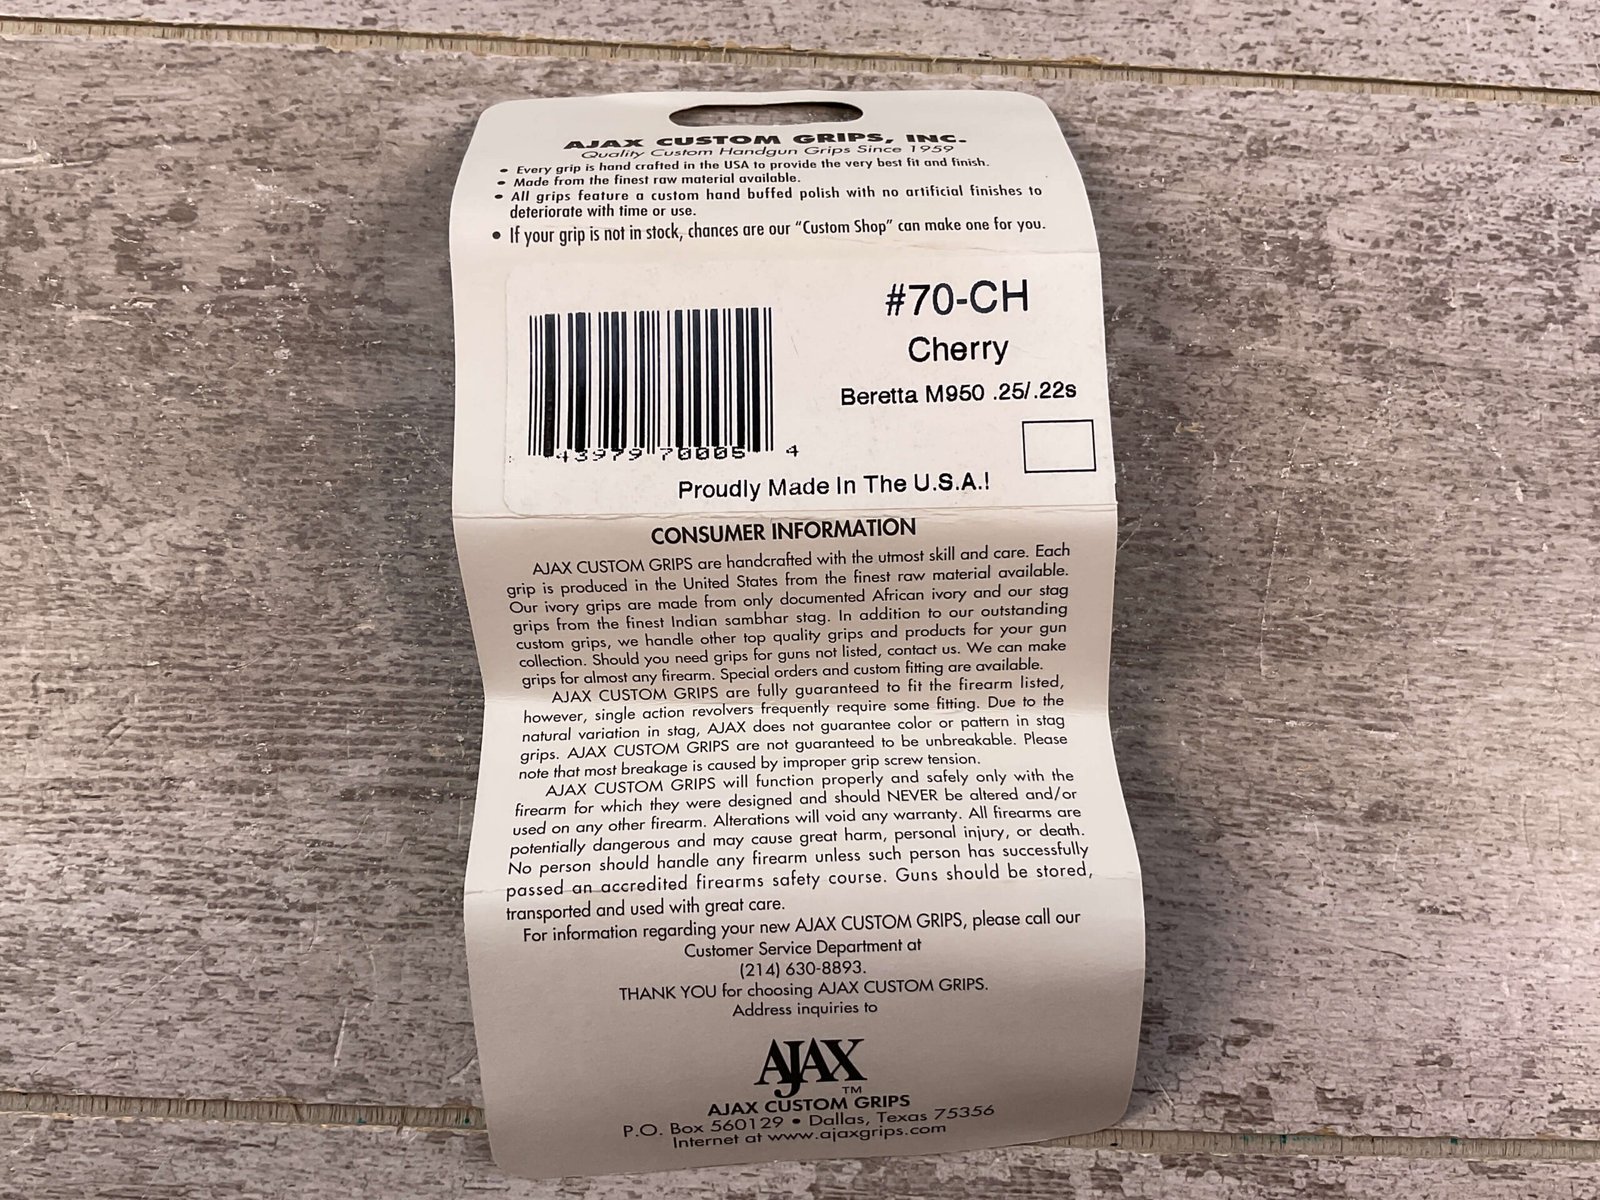 AJAX CUSTOM GRIPS, INC.
Quality Custom Handgun Grips Since 1959
• Every grip is hand crafted in the USA to provide the very best fit and finish.
• Made from the finest raw material available.
• All grips feature a custom hand buffed polish with no artificial finishes to
deteriorate with time or use.
• If your grip is not in stock, chances are our "Custom Shop" can make one for you.
#70-CH
Cherry
Beretta M950 .25/.22s
43979 70005 4
Proudly Made In The U.S.A.!
CONSUMER INFORMATION
AJAX CUSTOM GRIPS are handcrafted with the utmost skill and care. Each
grip is produced in the United States from the finest raw material available.
Our ivory grips are made from only documented African ivory and our stag
grips from the finest Indian sambhar stag. In addition to our outstanding
custom grips, we handle other top quality grips and products for your gun
collection. Should you need grips for guns not listed, contact us. We can make
grips for almost any firearm. Special orders and custom fitting are available.
AJAX CUSTOM GRIPS are fully guaranteed to fit the firearm listed,
however, single action revolvers frequently require some fitting. Due to the
natural variation in stag, AJAX does not guarantee color or pattern in stag
grips. AJAX CUSTOM GRIPS are not guaranteed to be unbreakable. Please
note that most breakage is caused by improper grip screw tension.
AJAX CUSTOM GRIPS will function properly and safely only with the
firearm for which they were designed and should NEVER be altered and/or
used on any other firearm. Alterations will void any warranty. All firearms are
potentially dangerous and may cause great harm, personal injury, or death.
No person should handle any firearm unless such person has successfully
passed an accredited firearms safety course. Guns should be stored,
transported and used with great care.
For information regarding your new AJAX CUSTOM GRIPS, please call our
Customer Service Department at
(214) 630-8893.
THANK YOU for choosing AJAX CUSTOM GRIPS.
Address inquiries to
AJAX
TM
AJAX CUSTOM GRIPS
P.O. Box 560129 • Dallas, Texas 75356
Internet at www.ajaxgrips.com